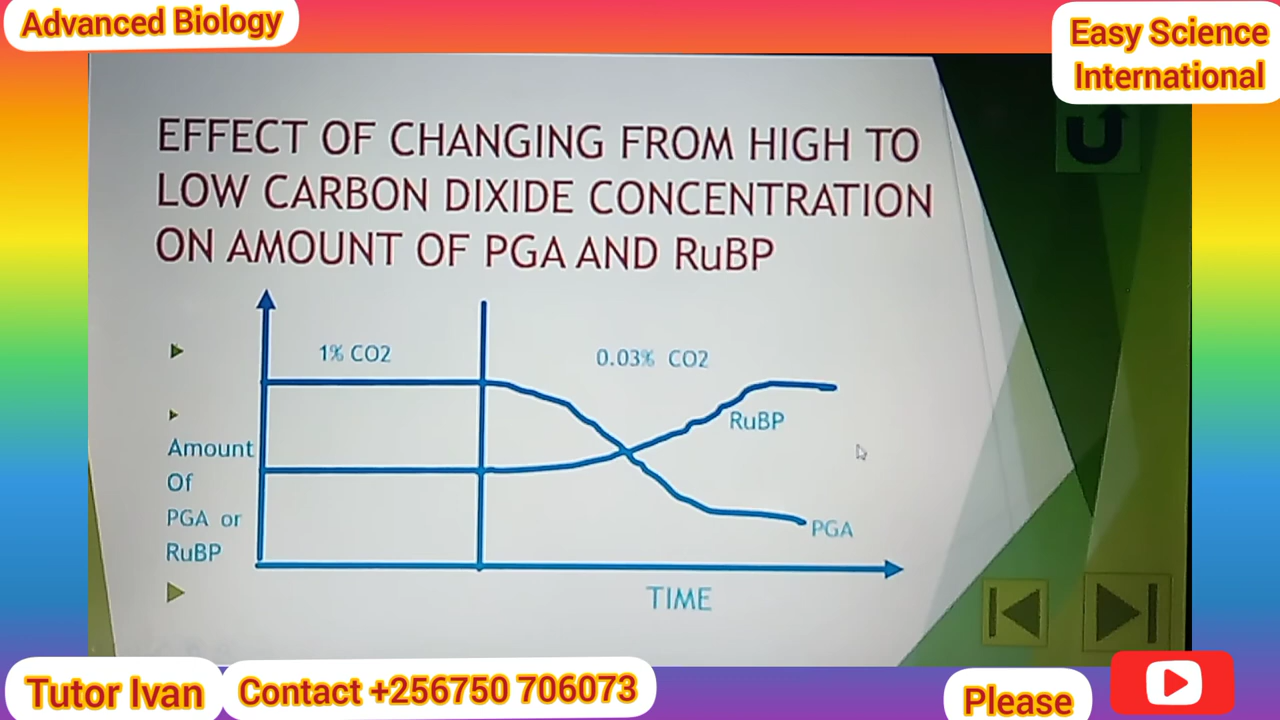 Advanced Biology
Easy Science
International
EFFECT OF CHANGING FROM HIGH TO
LOW CARBON DIXIDE CONCENTRATION
ON AMOUNT OF PGA AND RuBP
1% CO2
0.03% CO2
RuBP
Amount
Of
PGA or
RuBP
PGA
TIME
Tutor Ivan
Contact +256750 706073
Please